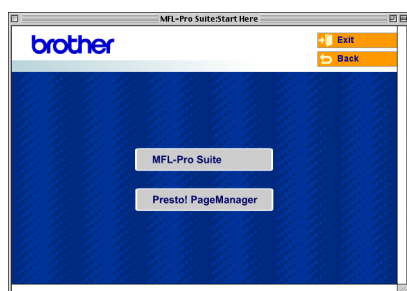 MFL-Pro Suite:Start Here
brother
Exit
Back
MFL-Pro Suite
Presto! PageManager